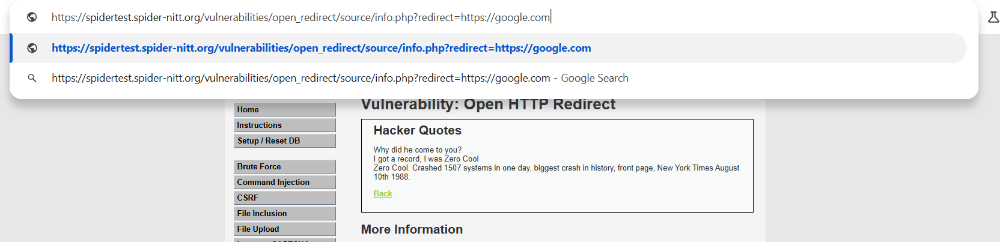 https://spidertest.spider-nitt.org/vulnerabilities/open_redirect/source/info.php?redirect=https://google.com
https://spidertest.spider-nitt.org/vulnerabilities/open_redirect/source/info.php?redirect=https://google.com
https://spidertest.spider-nitt.org/vulnerabilities/open_redirect/source/info.php?redirect=https://google.com - Google Search
Vulnerability: Open HTTP Redirect
Home
Instructions
Setup / Reset DB
Brute Force
Command Injection
CSRF
File Inclusion
File Upload
Hacker Quotes
Why did he come to you?
I got a record, I was Zero Cool
Zero Cool. Crashed 1507 systems in one day, biggest crash in history, front page, New York Times August
10th 1988.
Back
More Information